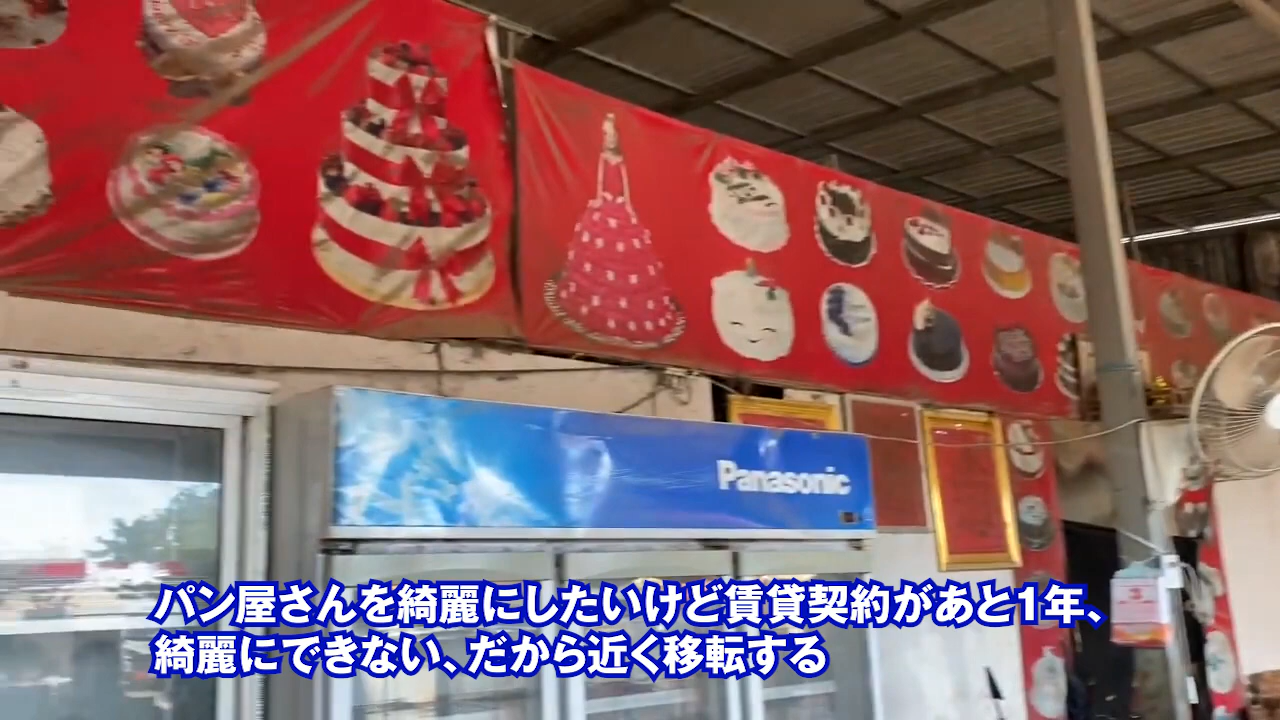 Panasonic
3
パン屋さんを綺麗にしたいけど賃貸契約があと1年、
綺麗にできない、だから近く移転する